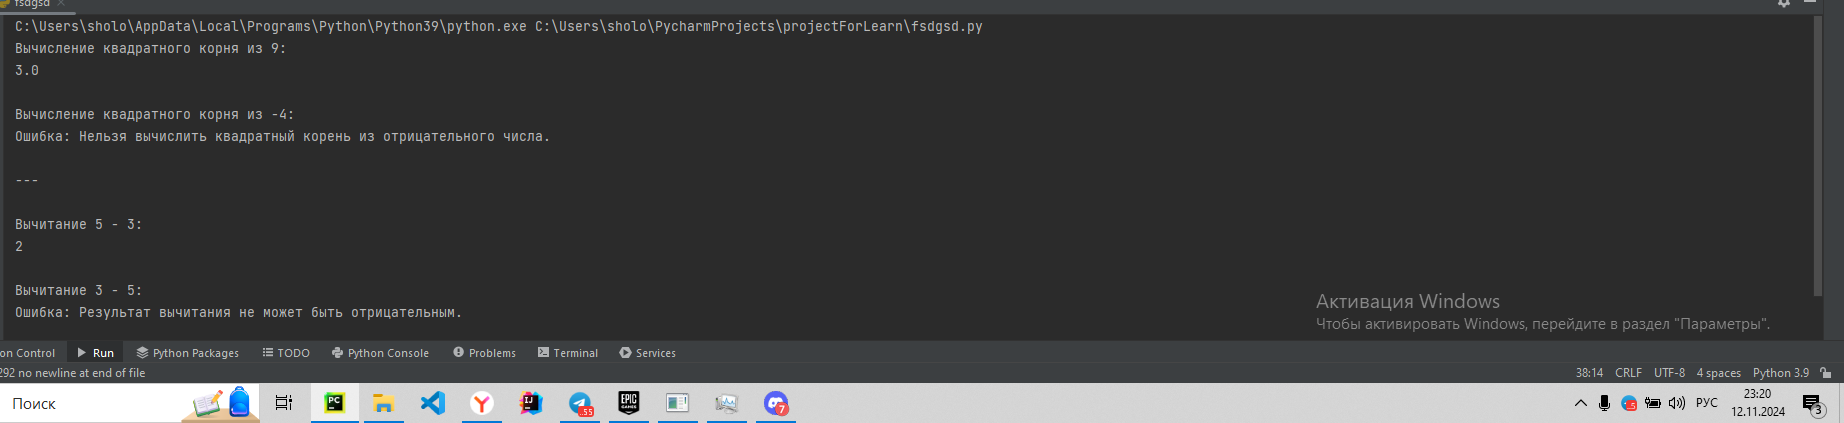 fsdgsd
C:\Users\sholo\AppData\Local\Programs\Python\Python39\python.exe C:\Users\sholo\PycharmProjects\projectForLearn\fsdgsd.py
Вычисление квадратного корня из 9:
3.0
Вычисление квадратного корня из -4:
Ошибка: Нельзя вычислить квадратный корень из отрицательного числа.
---
Вычитание 5 - 3:
2
Вычитание 3 - 5:
Ошибка: Результат вычитания не может быть отрицательным.
Активация Windows
Чтобы активировать Windows, перейдите в раздел "Параметры".
on Control Run Python Packages TODO Python Console Problems Terminal Services
292 no newline at end of file 38:14 CRLF UTF-8 4 spaces Python 3.9
Поиск PC IJ ..55 EPIC GAMES 7 ..5 РУС 23:20
12.11.2024 3